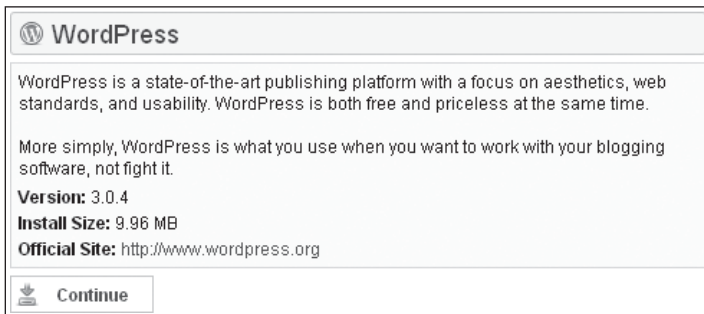 WordPress
WordPress is a state-of-the-art publishing platform with a focus on aesthetics, web
standards, and usability. WordPress is both free and priceless at the same time.
More simply, WordPress is what you use when you want to work with your blogging
software, not fight it.
Version: 3.0.4
Install Size: 9.96 MB
Official Site: http://www.wordpress.org
Continue